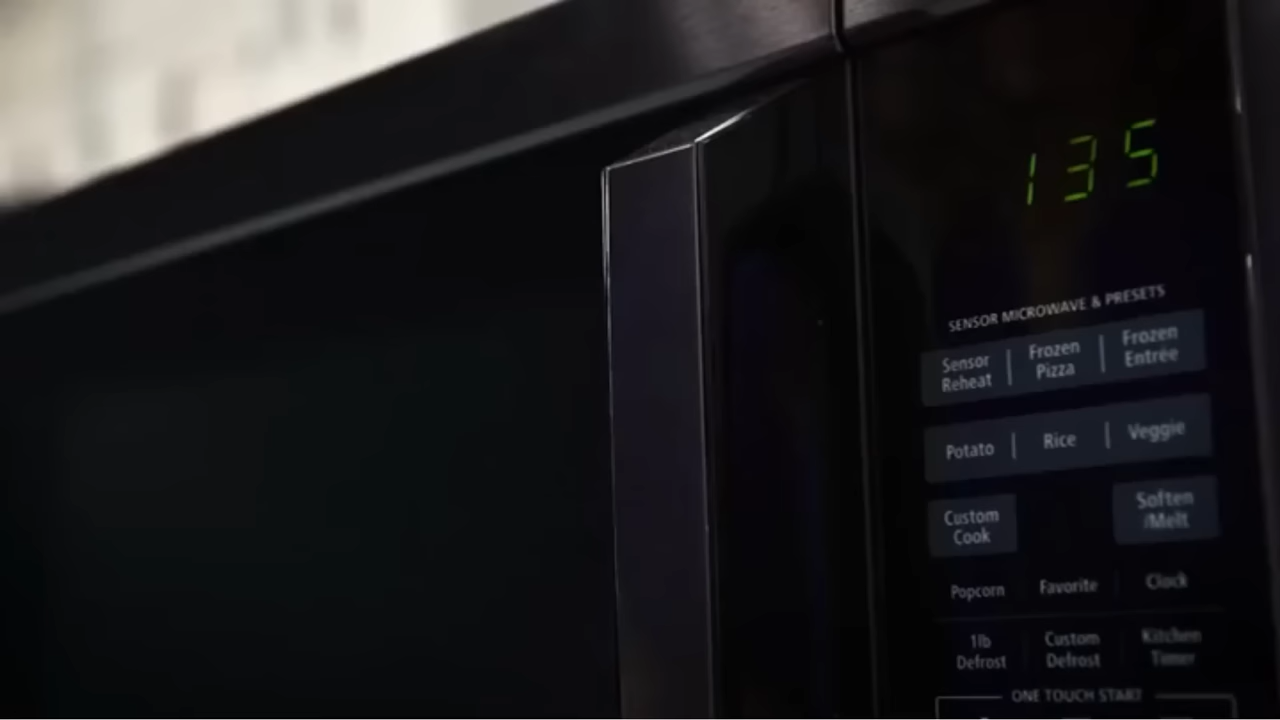 135
SENSOR MICROWAVE & PRESETS
Sensor Reheat | Frozen Pizza | Frozen Entrée
Potato | Rice | Veggie
Custom Cook Soften /Melt
Popcorn Favorite Clock
1lb Defrost Custom Defrost Kitchen Timer
ONE TOUCH START